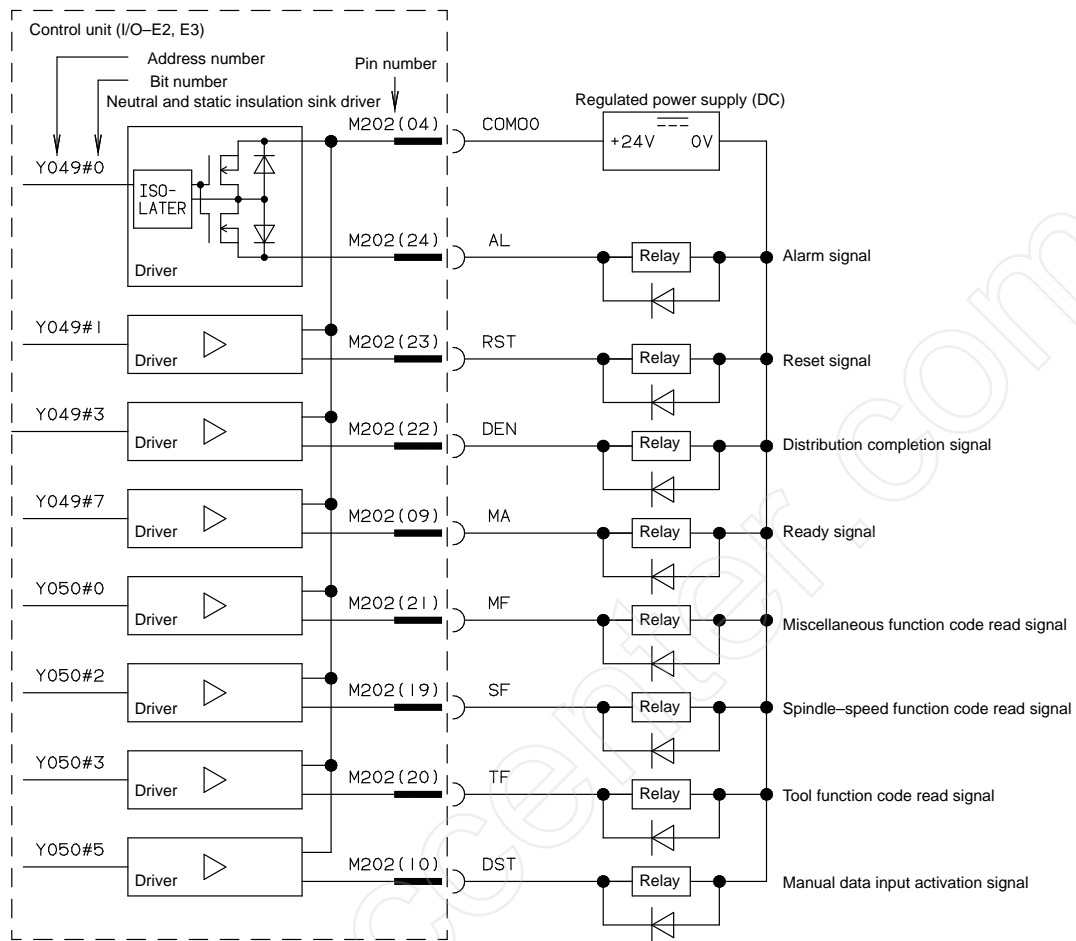 Control unit (I/O–E2, E3)
Address number
Bit number
Pin number
Neutral and static insulation sink driver
Regulated power supply (DC)
M202(04)
COM00
+24V
0V
Y049#0
ISO-
LATER
Driver
M202(24)
AL
Relay
Alarm signal
Y049#1
Driver
M202(23)
RST
Relay
Reset signal
Y049#3
Driver
M202(22)
DEN
Relay
Distribution completion signal
Y049#7
Driver
M202(09)
MA
Relay
Ready signal
Y050#0
Driver
M202(21)
MF
Relay
Miscellaneous function code read signal
Y050#2
Driver
M202(19)
SF
Relay
Spindle–speed function code read signal
Y050#3
Driver
M202(20)
TF
Relay
Tool function code read signal
Y050#5
Driver
M202(10)
DST
Relay
Manual data input activation signal
ccenter.com